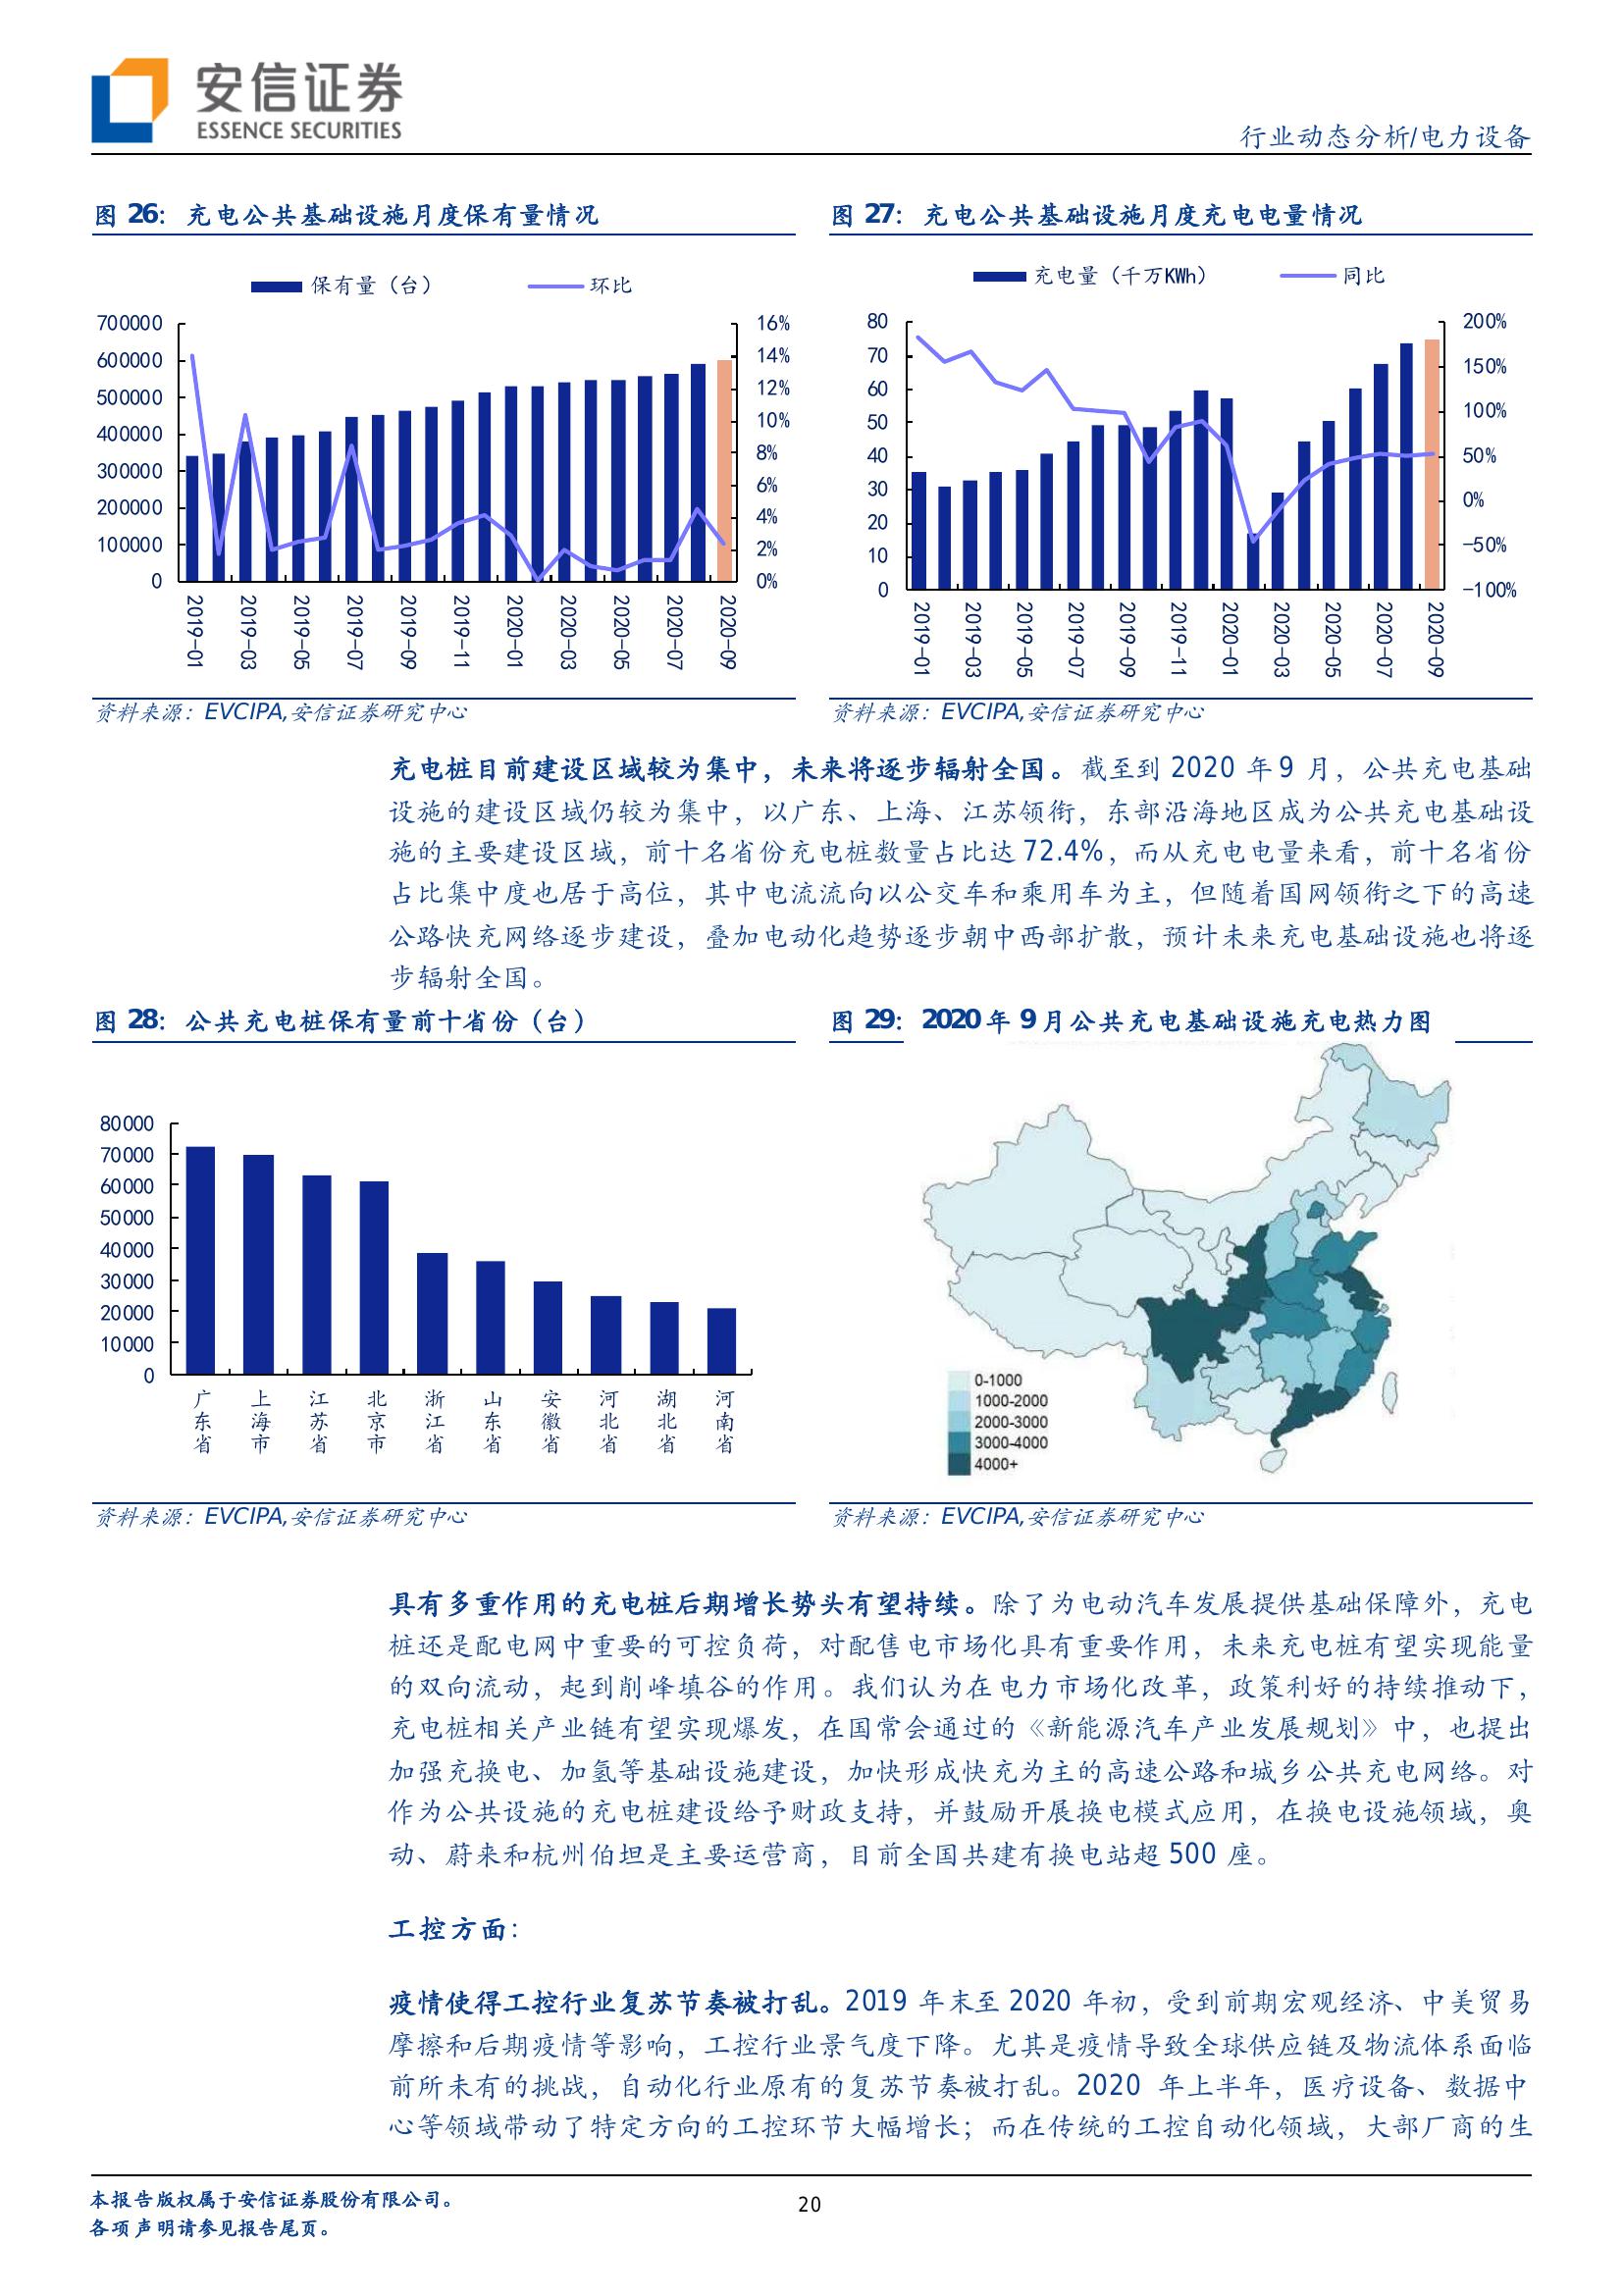 安信证券
ESSENCE SECURITIES
行业动态分析/电力设备
图 26：充电公共基础设施月度保有量情况
保有量（台） 环比
700000
600000
500000
400000
300000
200000
100000
0
16%
14%
12%
10%
8%
6%
4%
2%
0%
2019-01 2019-03 2019-05 2019-07 2019-09 2019-11 2020-01 2020-03 2020-05 2020-07 2020-09
资料来源：EVCIPA,安信证券研究中心
图 27：充电公共基础设施月度充电电量情况
充电量（千万KWh） 同比
80
70
60
50
40
30
20
10
0
200%
150%
100%
50%
0%
-50%
-100%
2019-01 2019-03 2019-05 2019-07 2019-09 2019-11 2020-01 2020-03 2020-05 2020-07 2020-09
资料来源：EVCIPA,安信证券研究中心
充电桩目前建设区域较为集中，未来将逐步辐射全国。截至到 2020 年 9 月，公共充电基础
设施的建设区域仍较为集中，以广东、上海、江苏领衔，东部沿海地区成为公共充电基础设
施的主要建设区域，前十名省份充电桩数量占比达 72.4%，而从充电电量来看，前十名省份
占比集中度也居于高位，其中电流流向以公交车和乘用车为主，但随着国网领衔之下的高速
公路快充网络逐步建设，叠加电动化趋势逐步朝中西部扩散，预计未来充电基础设施也将逐
步辐射全国。
图 28：公共充电桩保有量前十省份（台）
80000
70000
60000
50000
40000
30000
20000
10000
0
广东省 上海市 江苏省 北京市 浙江省 山东省 安徽省 河北省 湖北省 河南省
资料来源：EVCIPA,安信证券研究中心
图 29：2020 年 9 月公共充电基础设施充电热力图
0-1000
1000-2000
2000-3000
3000-4000
4000+
资料来源：EVCIPA,安信证券研究中心
具有多重作用的充电桩后期增长势头有望持续。除了为电动汽车发展提供基础保障外，充电
桩还是配电网中重要的可控负荷，对配售电市场化具有重要作用，未来充电桩有望实现能量
的双向流动，起到削峰填谷的作用。我们认为在电力市场化改革，政策利好的持续推动下，
充电桩相关产业链有望实现爆发，在国常会通过的《新能源汽车产业发展规划》中，也提出
加强充换电、加氢等基础设施建设，加快形成快充为主的高速公路和城乡公共充电网络。对
作为公共设施的充电桩建设给予财政支持，并鼓励开展换电模式应用，在换电设施领域，奥
动、蔚来和杭州伯坦是主要运营商，目前全国共建有换电站超 500 座。
工控方面：
疫情使得工控行业复苏节奏被打乱。2019 年末至 2020 年初，受到前期宏观经济、中美贸易
摩擦和后期疫情等影响，工控行业景气度下降。尤其是疫情导致全球供应链及物流体系面临
前所未有的挑战，自动化行业原有的复苏节奏被打乱。2020 年上半年，医疗设备、数据中
心等领域带动了特定方向的工控环节大幅增长；而在传统的工控自动化领域，大部厂商的生
本报告版权属于安信证券股份有限公司。
各项声明请参见报告尾页。
20